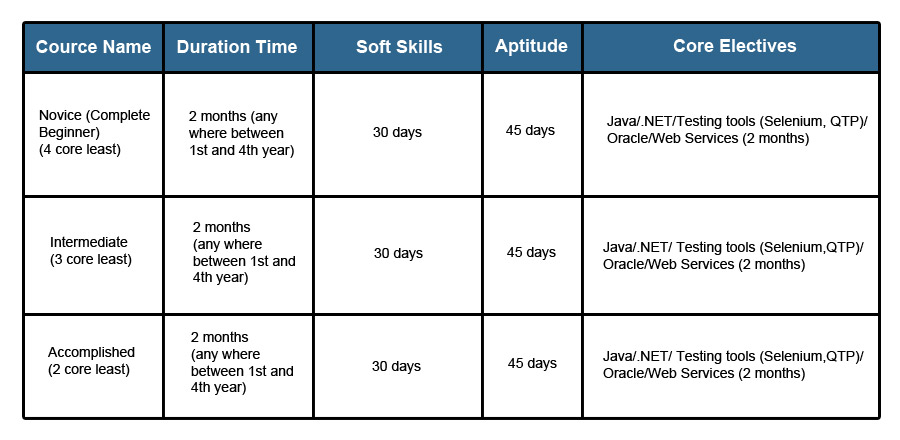 Cource Name
Duration Time
Soft Skills
Aptitude
Core Electives
Novice (Complete
Beginner)
(4 core least)
2 months (any
where between
1st and 4th year)
30 days
45 days
Java/.NET/Testing tools (Selenium, QTP)/
Oracle/Web Services (2 months)
Intermediate
(3 core least)
2 months
(any where
between 1st and
4th year)
30 days
45 days
Java/.NET/ Testing tools (Selenium,QTP)/
Oracle/Web Services (2 months)
Accomplished
(2 core least)
2 months
(any where
between 1st and
4th year)
30 days
45 days
Java/.NET/ Testing tools (Selenium,QTP)/
Oracle/Web Services (2 months)